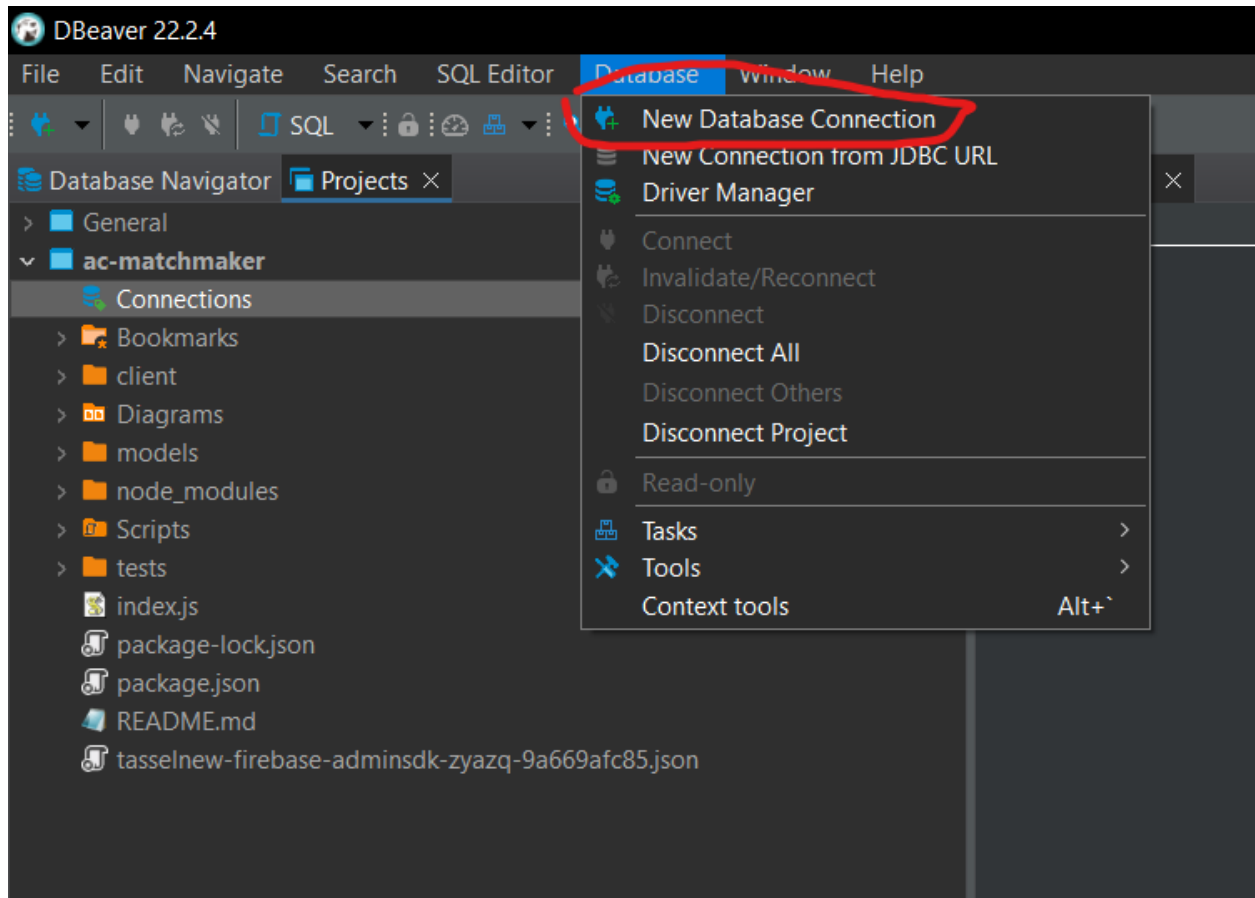 DBeaver 22.2.4
File Edit Navigate Search SQL Editor Database Window Help
SQL
Database Navigator Projects
General
ac-matchmaker
Connections
Bookmarks
client
Diagrams
models
node_modules
Scripts
tests
index.js
package-lock.json
package.json
README.md
tasselnew-firebase-adminsdk-zyazq-9a669afc85.json
New Database Connection
New Connection from JDBC URL
Driver Manager
Connect
Invalidate/Reconnect
Disconnect
Disconnect All
Disconnect Others
Disconnect Project
Read-only
Tasks
Tools
Context tools Alt+`